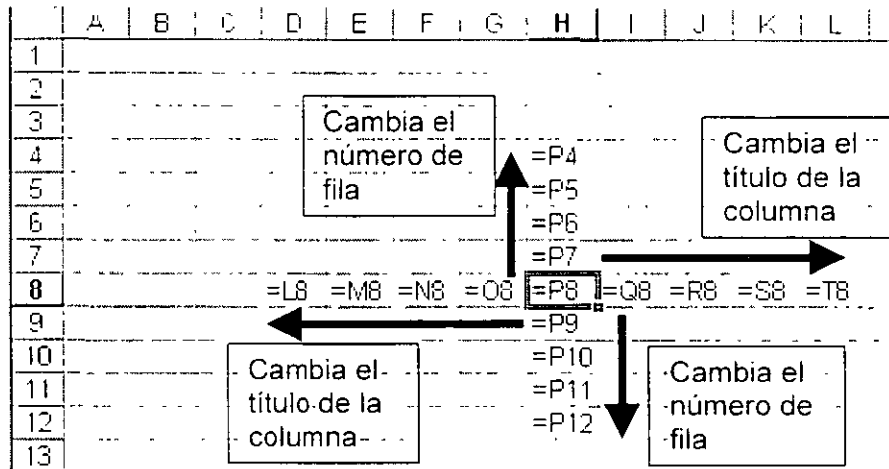 A B C D E F G H I J K L
1
2
3
4 =P4
5 =P5
6 =P6
7 =P7
8 =L8 =M8 =N8 =O8 =P8 =Q8 =R8 =S8 =T8
9 =P9
10 =P10
11 =P11
12 =P12
13
Cambia el
número de
fila
Cambia el
título de la
columna
Cambia el
título de la
columna
Cambia el
número de
fila